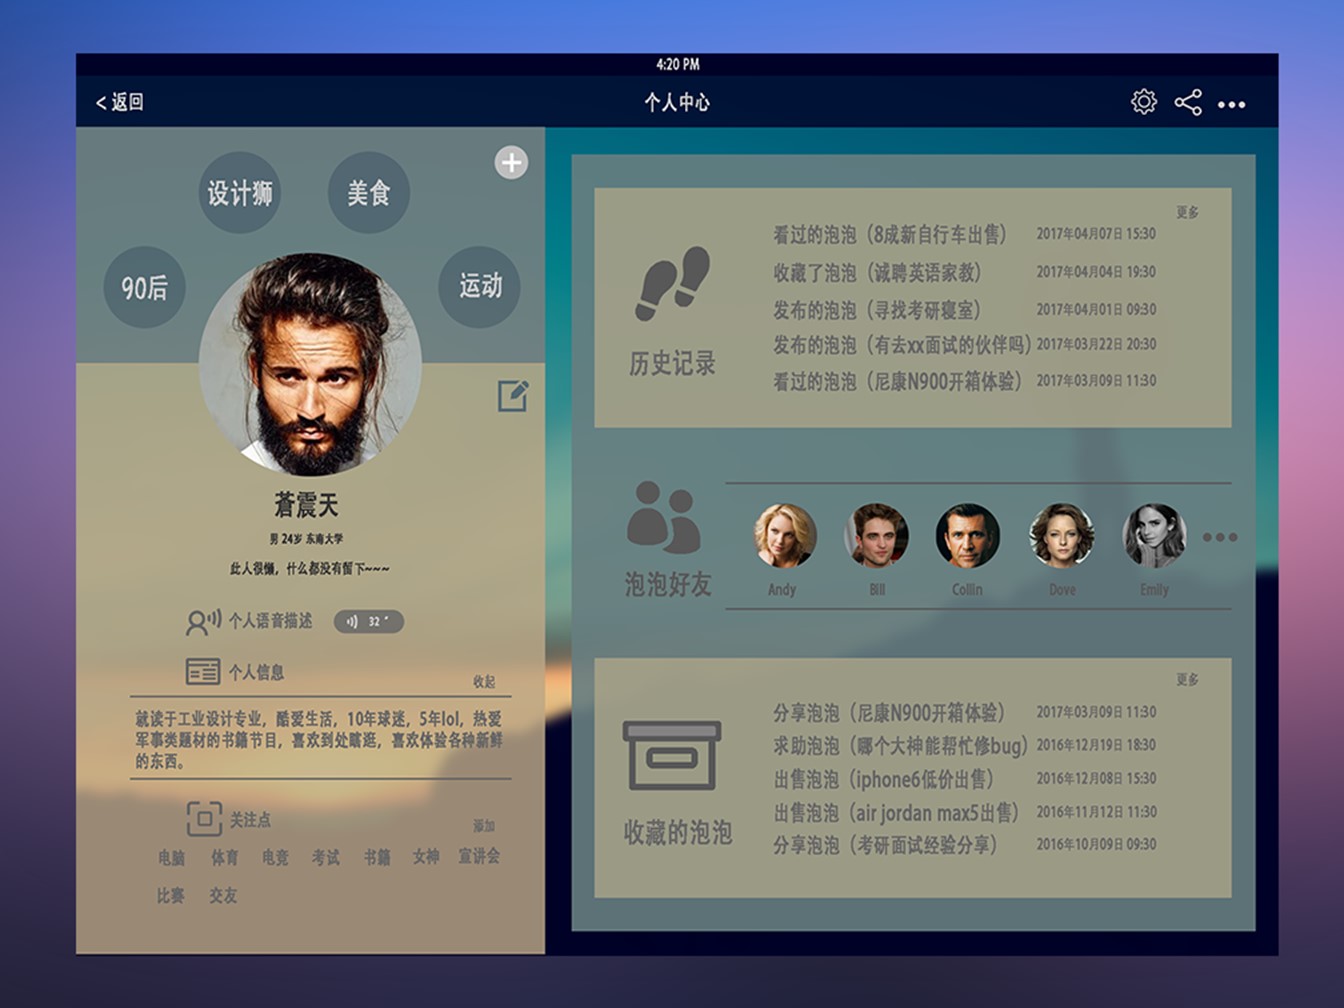 4:20 PM
< 返回
个人中心
设计狮
美食
90后
运动
蒼震天
男 24岁 东南大学
此人很懒，什么都没有留下~~~
个人语音描述
32 "
个人信息
收起
就读于工业设计专业，酷爱生活，10年球迷，5年lol，热爱
军事类题材的书籍节目，喜欢到处瞎逛，喜欢体验各种新鲜
的东西。
关注点
添加
电脑 体育 电竞 考试 书籍 女神 宣讲会
比赛 交友
更多
历史记录
看过的泡泡（8成新自行车出售） 2017年04月07日 15:30
收藏了泡泡（诚聘英语家教） 2017年04月04日 19:30
发布的泡泡（寻找考研寝室） 2017年04月01日 09:30
发布的泡泡（有去xx面试的伙伴吗） 2017年03月22日 20:30
看过的泡泡（尼康N900开箱体验） 2017年03月09日 11:30
泡泡好友
Andy Bill Collin Dove Emily
更多
收藏的泡泡
分享泡泡（尼康N900开箱体验） 2017年03月09日 11:30
求助泡泡（哪个大神能帮忙修bug） 2016年12月19日 18:30
出售泡泡（iphone6低价出售） 2016年12月08日 15:30
出售泡泡（air jordan max5出售） 2016年11月12日 11:30
分享泡泡（考研面试经验分享） 2016年10月09日 09:30